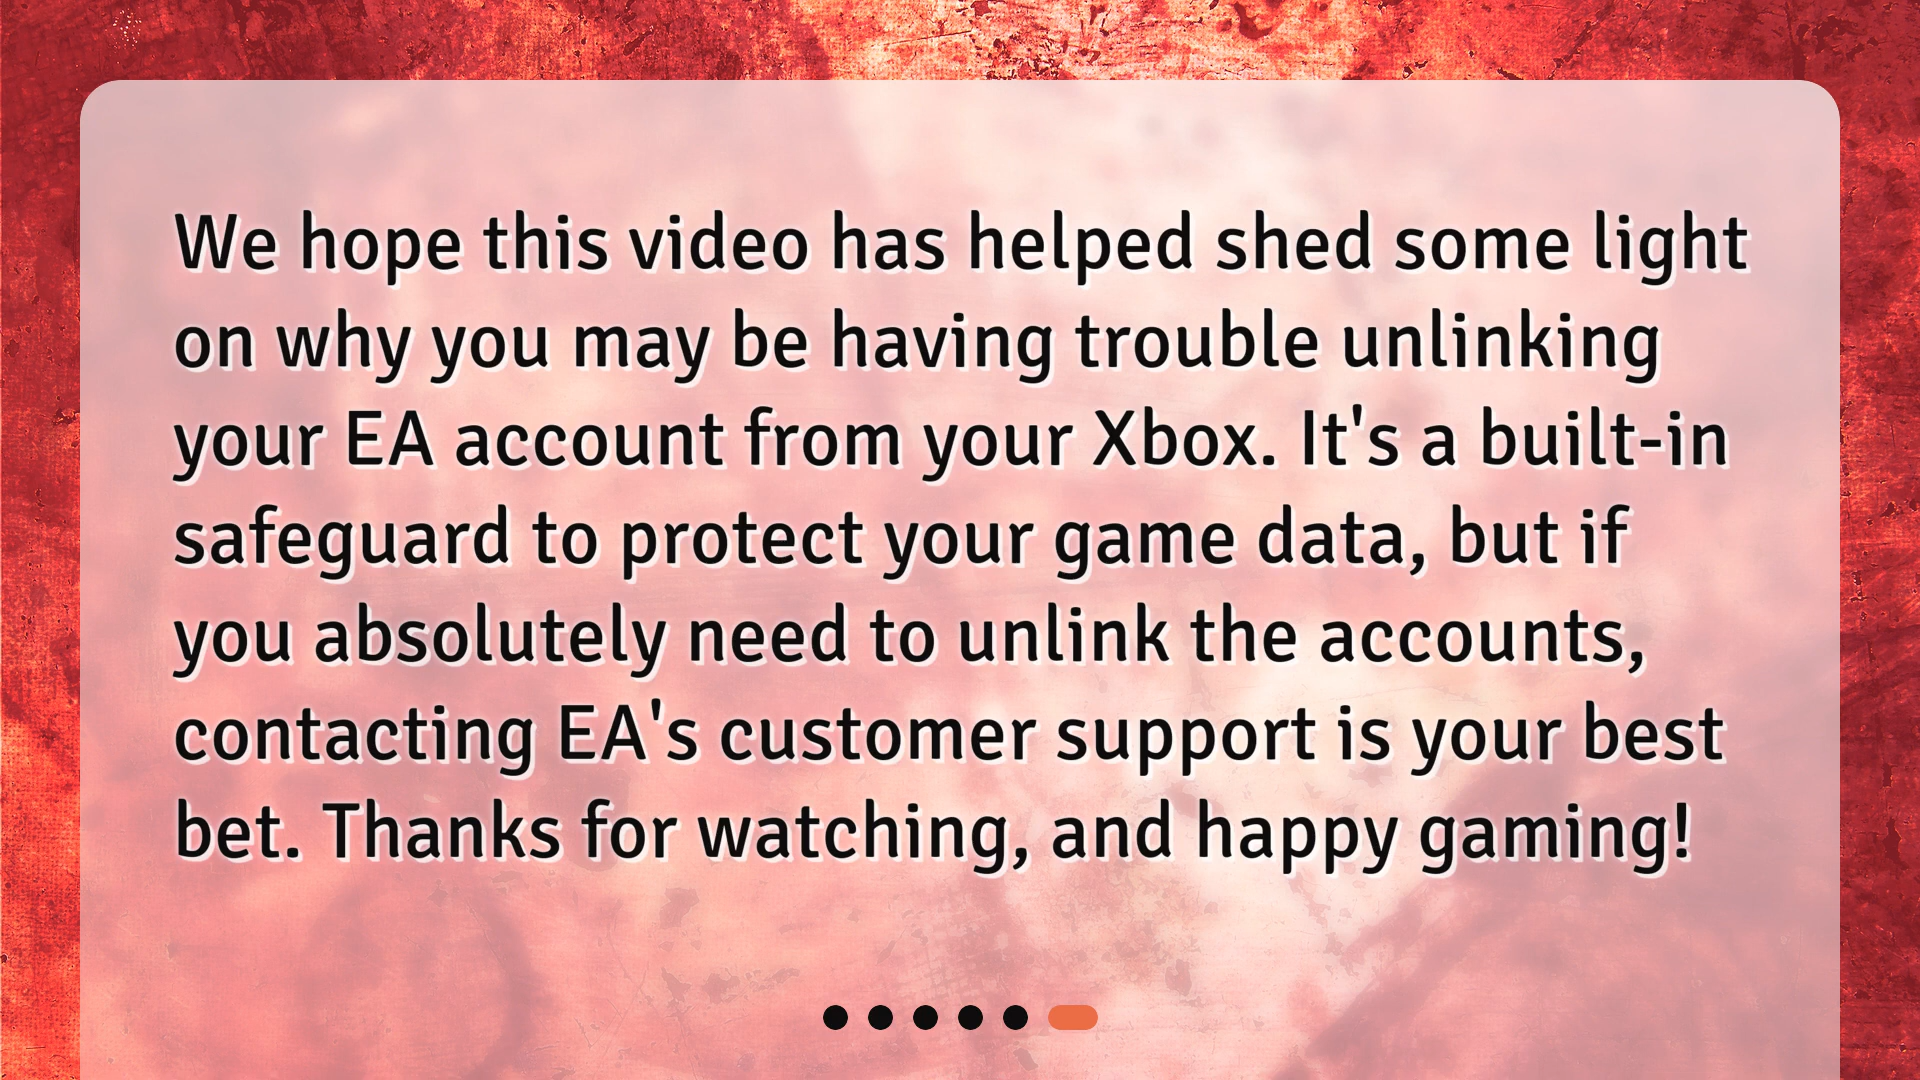 We hope this video has helped shed some light
on why you may be having trouble unlinking
your EA account from your Xbox. It's a built-in
safeguard to protect your game data, but if
you absolutely need to unlink the accounts,
contacting EA's customer support is your best
bet. Thanks for watching, and happy gaming!